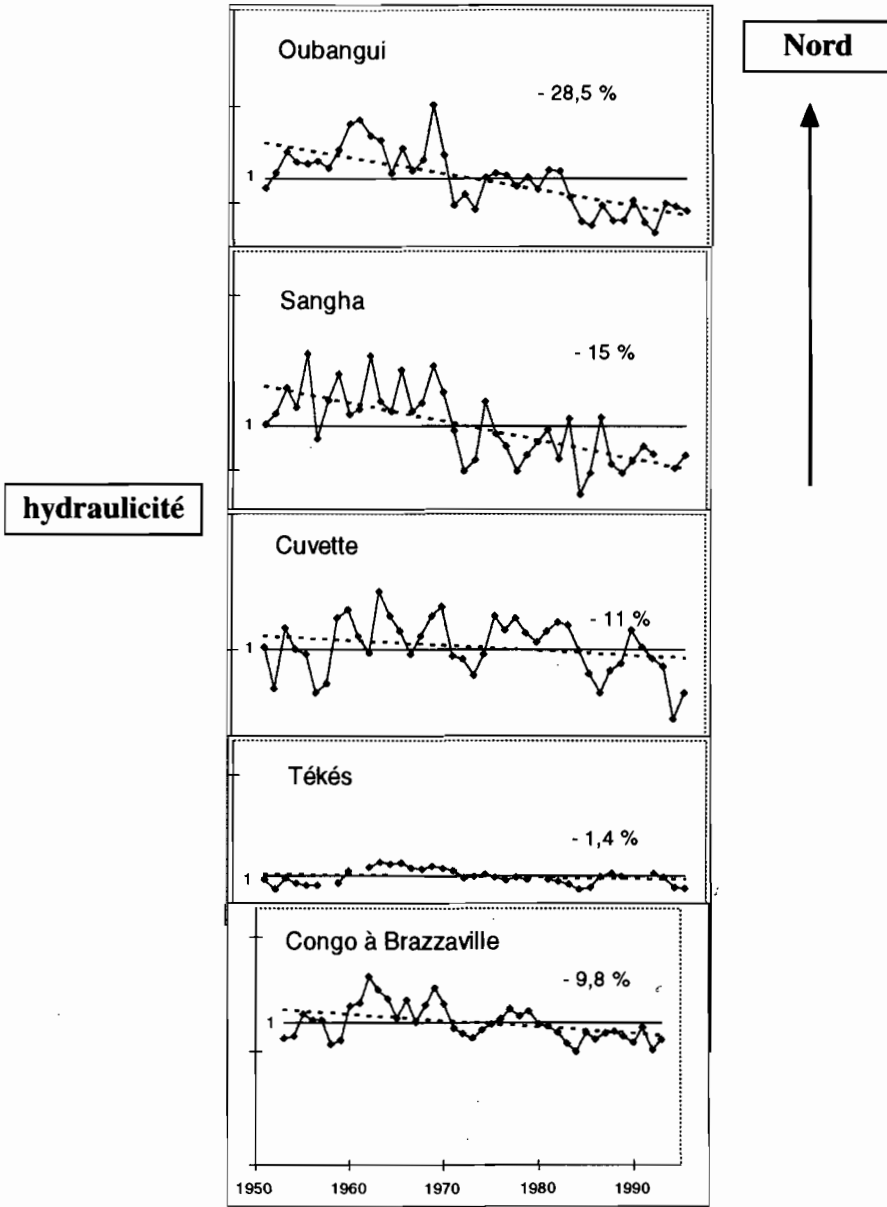 Oubangui
- 28,5 %
1
Nord
Sangha
- 15 %
1
hydraulicité
Cuvette
- 11 %
1
Tékés
- 1,4 %
1
Congo à Brazzaville
- 9,8 %
1
1950 1960 1970 1980 1990